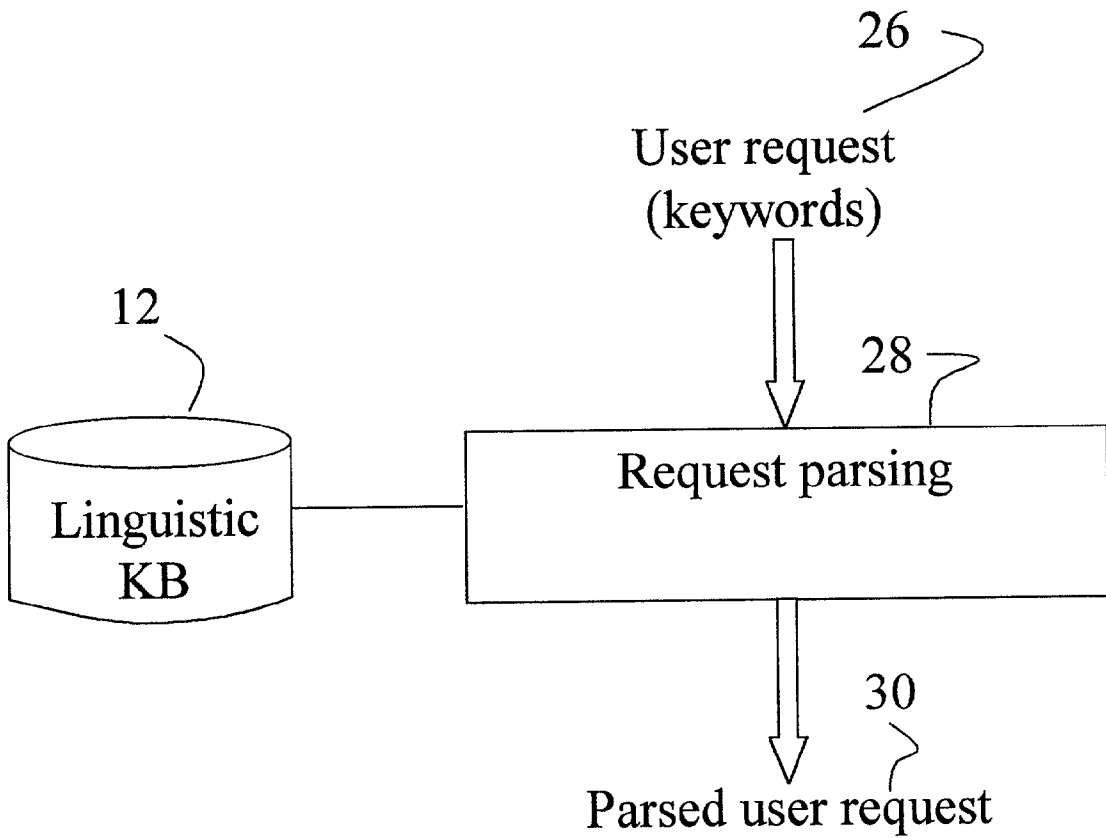 26
User request
(keywords)
12
28
Request parsing
Linguistic
KB
30
Parsed user request